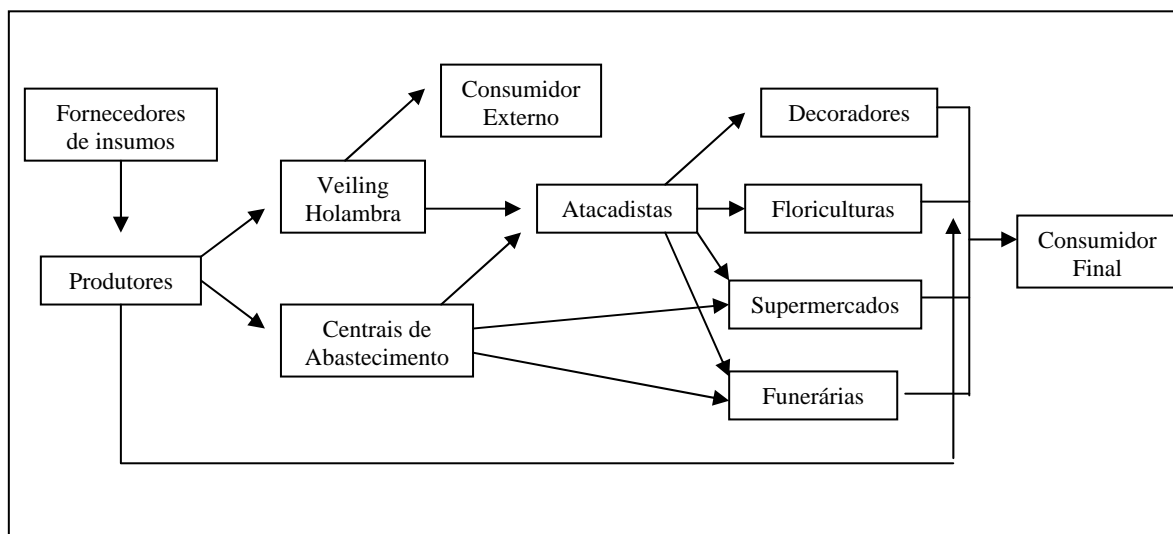 Fornecedores
de insumos
Produtores
Consumidor
Externo
Veiling
Holambra
Centrais de
Abastecimento
Atacadistas
Decoradores
Floriculturas
Supermercados
Funerárias
Consumidor
Final